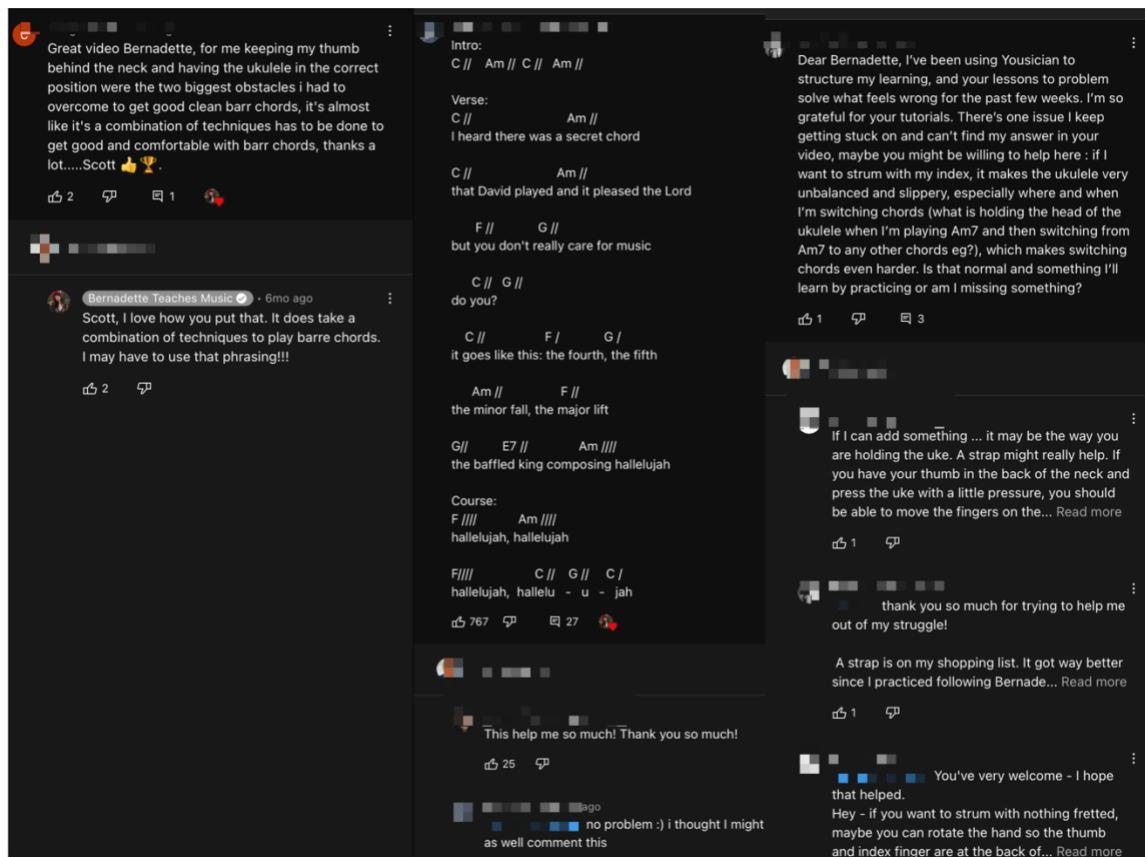 Great video Bernadette, for me keeping my thumb
behind the neck and having the ukulele in the correct
position were the two biggest obstacles i had to
overcome to get good clean barr chords, it's almost
like it's a combination of techniques has to be done to
get good and comfortable with barr chords, thanks a
lot.....Scott 👍🏆.
2 1
Bernadette Teaches Music • 6mo ago
Scott, I love how you put that. It does take a
combination of techniques to play barre chords.
I may have to use that phrasing!!!
2
Intro:
C // Am // C // Am //
Verse:
C // Am //
I heard there was a secret chord
C // Am //
that David played and it pleased the Lord
F // G //
but you don't really care for music
C // G //
do you?
C // F / G /
it goes like this: the fourth, the fifth
Am // F //
the minor fall, the major lift
G// E7 // Am ////
the baffled king composing hallelujah
Course:
F //// Am ////
hallelujah, hallelujah
F//// C // G // C /
hallelujah, hallelu - u - jah
767 27
This help me so much! Thank you so much!
25
ago
no problem :) i thought I might
as well comment this
Dear Bernadette, I've been using Yousician to
structure my learning, and your lessons to problem
solve what feels wrong for the past few weeks. I'm so
grateful for your tutorials. There's one issue I keep
getting stuck on and can't find my answer in your
video, maybe you might be willing to help here : if I
want to strum with my index, it makes the ukulele very
unbalanced and slippery, especially where and when
I'm switching chords (what is holding the head of the
ukulele when I'm playing Am7 and then switching from
Am7 to any other chords eg?), which makes switching
chords even harder. Is that normal and something I'll
learn by practicing or am I missing something?
1 3
If I can add something ... it may be the way you
are holding the uke. A strap might really help. If
you have your thumb in the back of the neck and
press the uke with a little pressure, you should
be able to move the fingers on the... Read more
1
thank you so much for trying to help me
out of my struggle!
A strap is on my shopping list. It got way better
since I practiced following Bernade... Read more
1
You've very welcome - I hope
that helped.
Hey - if you want to strum with nothing fretted,
maybe you can rotate the hand so the thumb
and index finger are at the back of... Read more